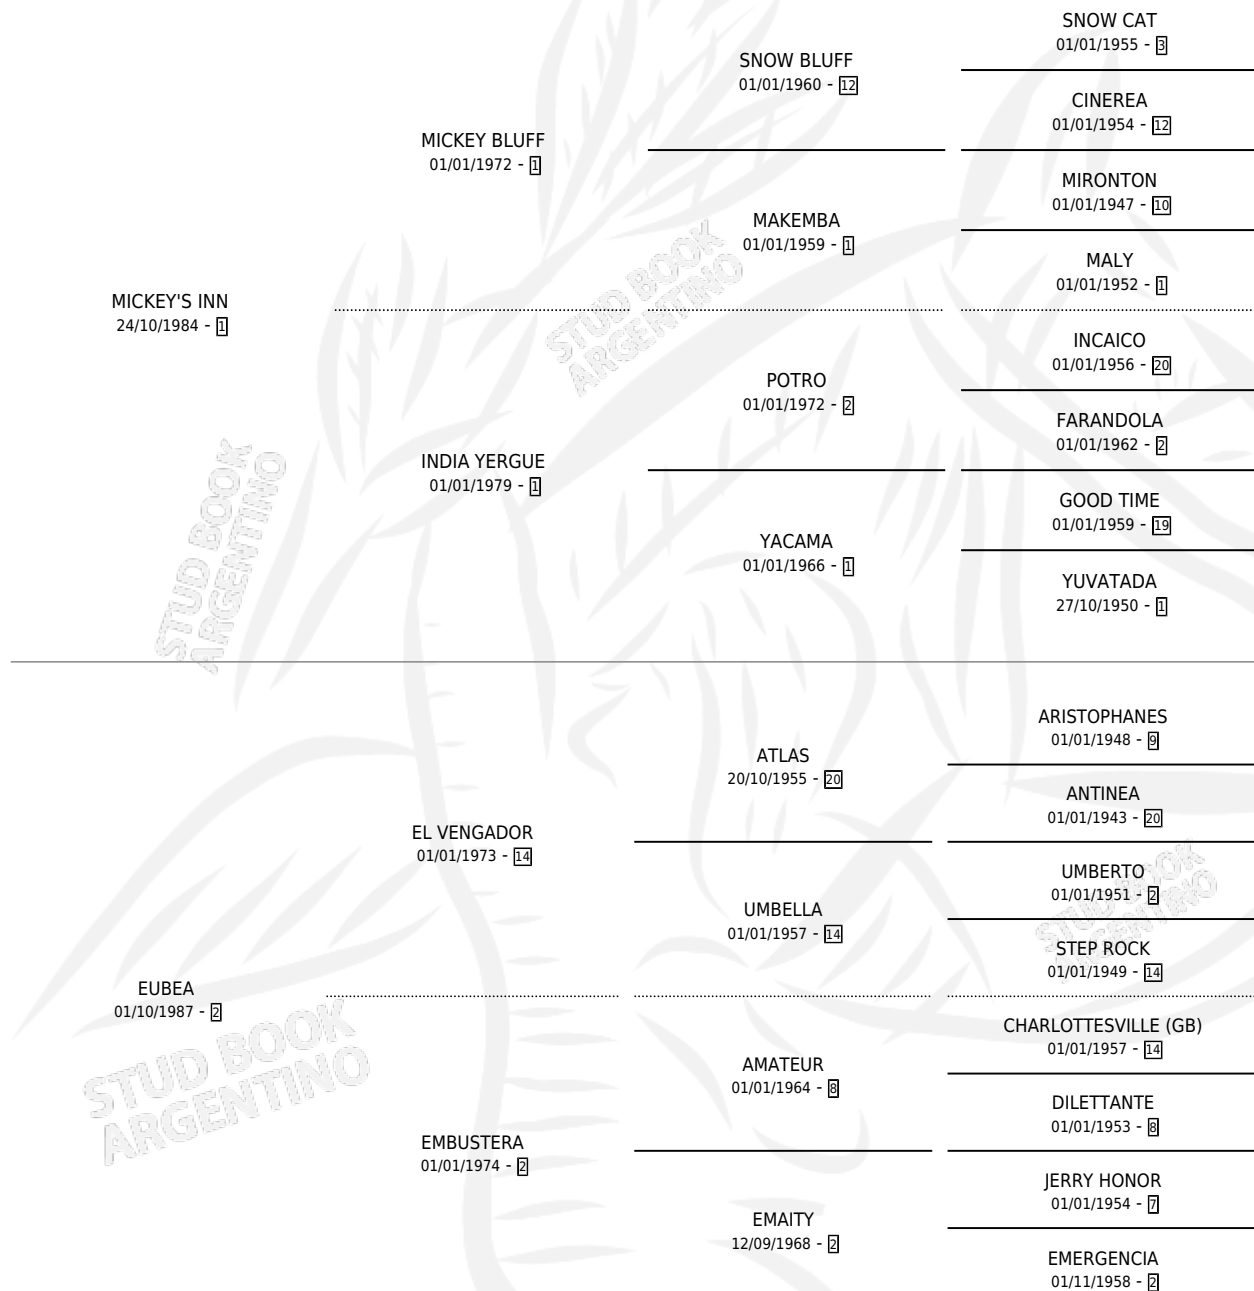 SNOW CAT
01/01/1955 - 3
SNOW BLUFF
01/01/1960 - 12
CINEREA
01/01/1954 - 12
MICKEY BLUFF
01/01/1972 - 1
MIRONTON
01/01/1947 - 10
MAKEMBA
01/01/1959 - 1
MALY
01/01/1952 - 1
MICKEY'S INN
24/10/1984 - 1
STUD BOOK
ARGENTINO
INCAICO
01/01/1956 - 20
POTRO
01/01/1972 - 2
FARANDOLA
01/01/1962 - 2
INDIA YERGUE
01/01/1979 - 1
GOOD TIME
01/01/1959 - 19
YACAMA
01/01/1966 - 1
YUVATADA
27/10/1950 - 1
STUD BOOK
ARGENTINO
ARISTOPHANES
01/01/1948 - 9
ATLAS
20/10/1955 - 20
ANTINEA
01/01/1943 - 20
EL VENGADOR
01/01/1973 - 14
UMBERTO
01/01/1951 - 2
UMBELLA
01/01/1957 - 14
STEP ROCK
01/01/1949 - 14
STUD BOOK
ARGENTINO
EUBEA
01/10/1987 - 2
CHARLOTTESVILLE (GB)
01/01/1957 - 14
AMATEUR
01/01/1964 - 8
DILETTANTE
01/01/1953 - 8
STUD BOOK
ARGENTINO
EMBUSTERA
01/01/1974 - 2
JERRY HONOR
01/01/1954 - 7
EMAITY
12/09/1968 - 2
EMERGENCIA
01/11/1958 - 2